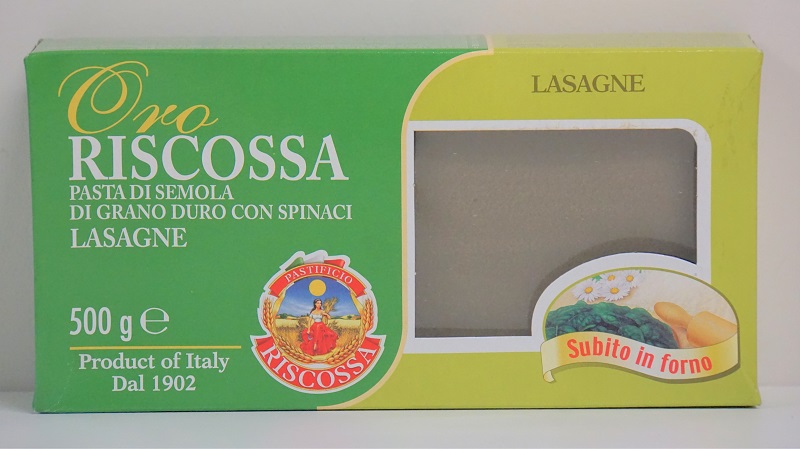 Oro
RISCOSSA
PASTA DI SEMOLA
DI GRANO DURO CON SPINACI
LASAGNE
500 g ℮
Product of Italy
Dal 1902
PASTIFICIO
RISCOSSA
LASAGNE
Subito in forno